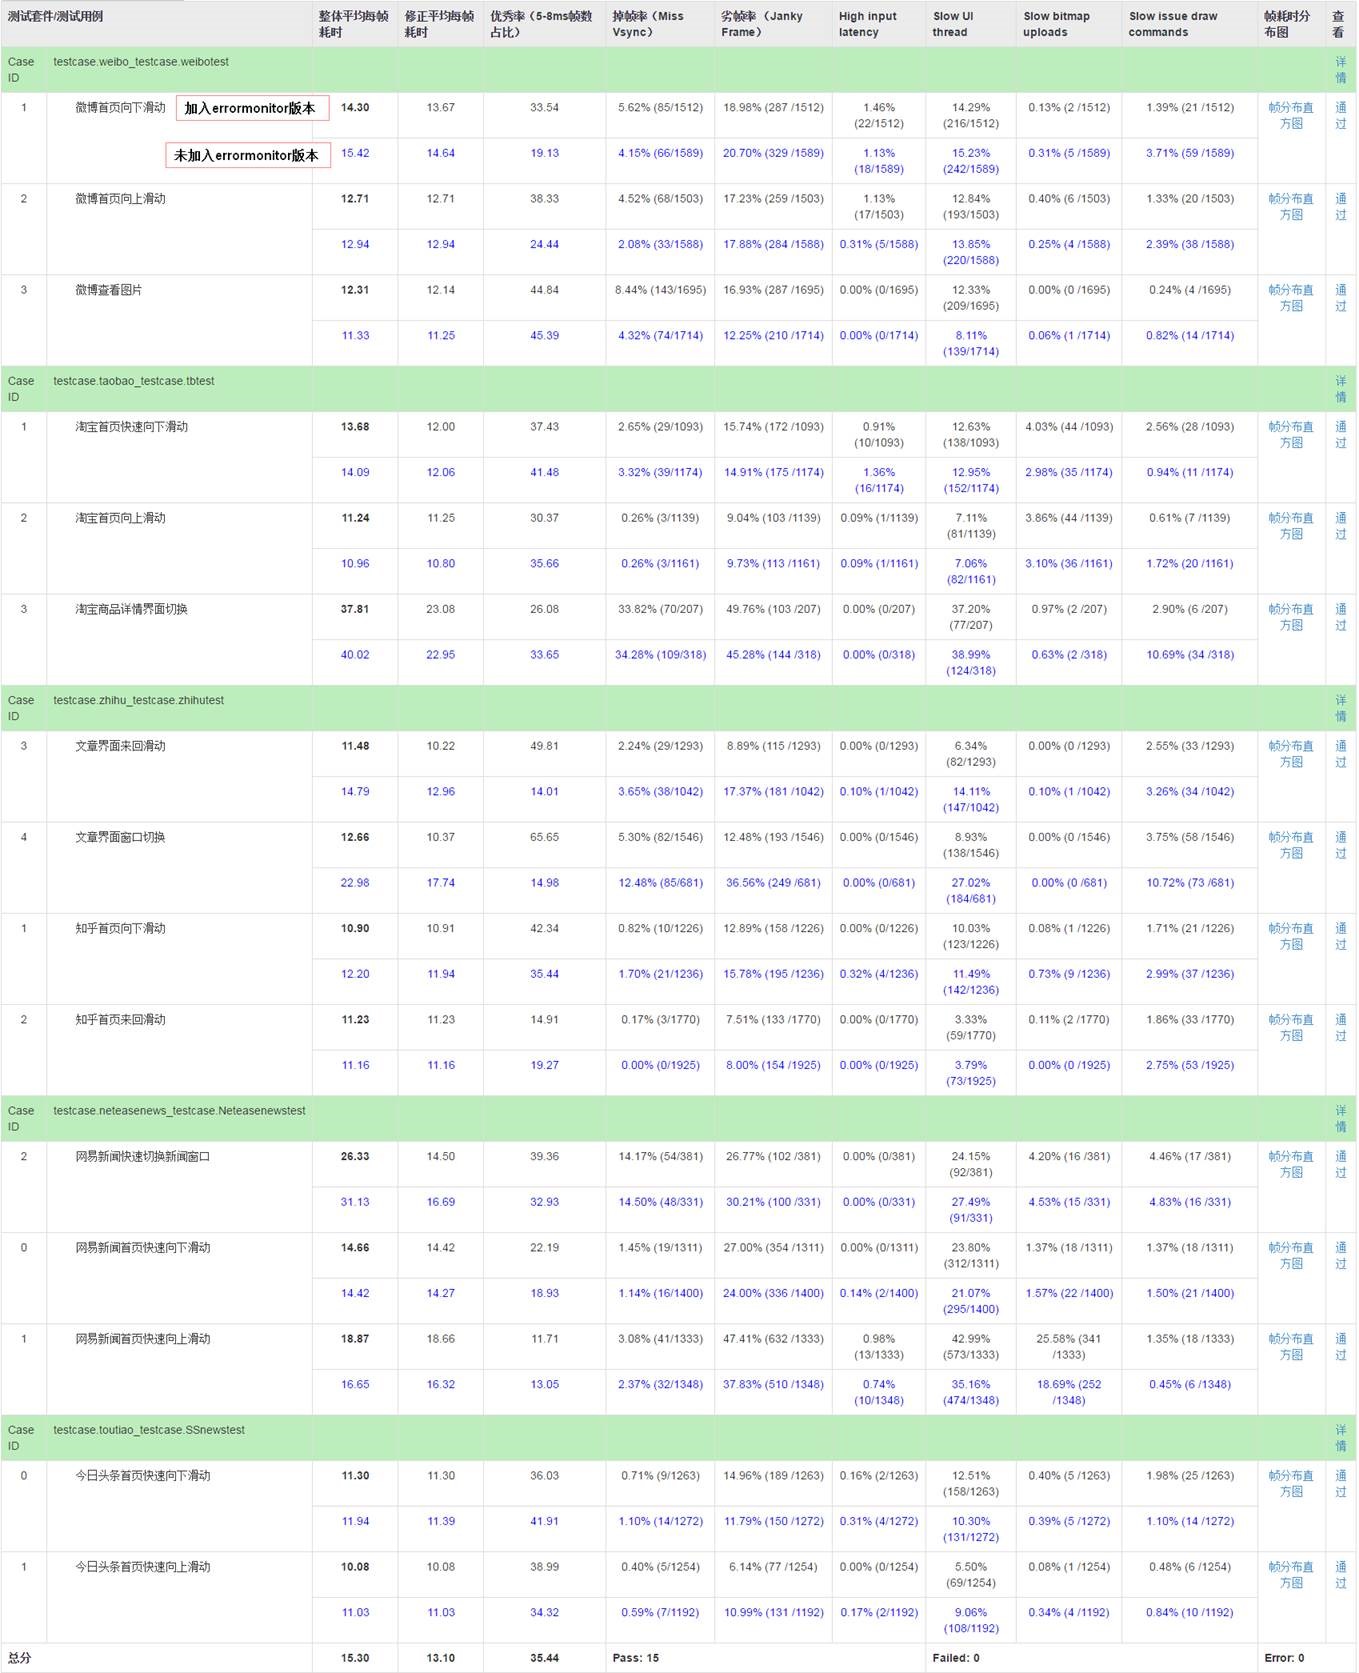 测试套件/测试用例 整体平均每帧耗时 修正平均每帧耗时 优秀率（5-8ms帧数占比） 掉帧率（Miss Vsync） 劣帧率（Janky Frame） High input latency Slow UI thread Slow bitmap uploads Slow issue draw commands 帧耗时分布图 查看
Case ID testcase.weibo_testcase.weibotest 详情
1 微博首页向下滑动 加入errormonitor版本 14.30 13.67 33.54 5.62% (85/1512) 18.98% (287 /1512) 1.46% (22/1512) 14.29% (216/1512) 0.13% (2 /1512) 1.39% (21 /1512) 帧分布直方图 通过
未加入errormonitor版本 15.42 14.64 19.13 4.15% (66/1589) 20.70% (329 /1589) 1.13% (18/1589) 15.23% (242/1589) 0.31% (5 /1589) 3.71% (59 /1589)
2 微博首页向上滑动 12.71 12.71 38.33 4.52% (68/1503) 17.23% (259 /1503) 1.13% (17/1503) 12.84% (193/1503) 0.40% (6 /1503) 1.33% (20 /1503) 帧分布直方图 通过
12.94 12.94 24.44 2.08% (33/1588) 17.88% (284 /1588) 0.31% (5/1588) 13.85% (220/1588) 0.25% (4 /1588) 2.39% (38 /1588)
3 微博查看图片 12.31 12.14 44.84 8.44% (143/1695) 16.93% (287 /1695) 0.00% (0/1695) 12.33% (209/1695) 0.00% (0 /1695) 0.24% (4 /1695) 帧分布直方图 通过
11.33 11.25 45.39 4.32% (74/1714) 12.25% (210 /1714) 0.00% (0/1714) 8.11% (139/1714) 0.06% (1 /1714) 0.82% (14 /1714)
Case ID testcase.taobao_testcase.tbtest 详情
1 淘宝首页快速向下滑动 13.68 12.00 37.43 2.65% (29/1093) 15.74% (172 /1093) 0.91% (10/1093) 12.63% (138/1093) 4.03% (44 /1093) 2.56% (28 /1093) 帧分布直方图 通过
14.09 12.06 41.48 3.32% (39/1174) 14.91% (175 /1174) 1.36% (16/1174) 12.95% (152/1174) 2.98% (35 /1174) 0.94% (11 /1174)
2 淘宝首页向上滑动 11.24 11.25 30.37 0.26% (3/1139) 9.04% (103 /1139) 0.09% (1/1139) 7.11% (81/1139) 3.86% (44 /1139) 0.61% (7 /1139) 帧分布直方图 通过
10.96 10.80 35.66 0.26% (3/1161) 9.73% (113 /1161) 0.09% (1/1161) 7.06% (82/1161) 3.10% (36 /1161) 1.72% (20 /1161)
3 淘宝商品详情界面切换 37.81 23.08 26.08 33.82% (70/207) 49.76% (103 /207) 0.00% (0/207) 37.20% (77/207) 0.97% (2 /207) 2.90% (6 /207) 帧分布直方图 通过
40.02 22.95 33.65 34.28% (109/318) 45.28% (144 /318) 0.00% (0/318) 38.99% (124/318) 0.63% (2 /318) 10.69% (34 /318)
Case ID testcase.zhihu_testcase.zhihutest 详情
3 文章界面来回滑动 11.48 10.22 49.81 2.24% (29/1293) 8.89% (115 /1293) 0.00% (0/1293) 6.34% (82/1293) 0.00% (0 /1293) 2.55% (33 /1293) 帧分布直方图 通过
14.79 12.96 14.01 3.65% (38/1042) 17.37% (181 /1042) 0.10% (1/1042) 14.11% (147/1042) 0.10% (1 /1042) 3.26% (34 /1042)
4 文章界面窗口切换 12.66 10.37 65.65 5.30% (82/1546) 12.48% (193 /1546) 0.00% (0/1546) 8.93% (138/1546) 0.00% (0 /1546) 3.75% (58 /1546) 帧分布直方图 通过
22.98 17.74 14.98 12.48% (85/681) 36.56% (249 /681) 0.00% (0/681) 27.02% (184/681) 0.00% (0 /681) 10.72% (73 /681)
1 知乎首页向下滑动 10.90 10.91 42.34 0.82% (10/1226) 12.89% (158 /1226) 0.00% (0/1226) 10.03% (123/1226) 0.08% (1 /1226) 1.71% (21 /1226) 帧分布直方图 通过
12.20 11.94 35.44 1.70% (21/1236) 15.78% (195 /1236) 0.32% (4/1236) 11.49% (142/1236) 0.73% (9 /1236) 2.99% (37 /1236)
2 知乎首页来回滑动 11.23 11.23 14.91 0.17% (3/1770) 7.51% (133 /1770) 0.00% (0/1770) 3.33% (59/1770) 0.11% (2 /1770) 1.86% (33 /1770) 帧分布直方图 通过
11.16 11.16 19.27 0.00% (0/1925) 8.00% (154 /1925) 0.00% (0/1925) 3.79% (73/1925) 0.00% (0 /1925) 2.75% (53 /1925)
Case ID testcase.neteasenews_testcase.Neteasenewstest 详情
2 网易新闻快速切换新闻窗口 26.33 14.50 39.36 14.17% (54/381) 26.77% (102 /381) 0.00% (0/381) 24.15% (92/381) 4.20% (16 /381) 4.46% (17 /381) 帧分布直方图 通过
31.13 16.69 32.93 14.50% (48/331) 30.21% (100 /331) 0.00% (0/331) 27.49% (91/331) 4.53% (15 /331) 4.83% (16 /331)
0 网易新闻首页快速向下滑动 14.66 14.42 22.19 1.45% (19/1311) 27.00% (354 /1311) 0.00% (0/1311) 23.80% (312/1311) 1.37% (18 /1311) 1.37% (18 /1311) 帧分布直方图 通过
14.42 14.27 18.93 1.14% (16/1400) 24.00% (336 /1400) 0.14% (2/1400) 21.07% (295/1400) 1.57% (22 /1400) 1.50% (21 /1400)
1 网易新闻首页快速向上滑动 18.87 18.66 11.71 3.08% (41/1333) 47.41% (632 /1333) 0.98% (13/1333) 42.99% (573/1333) 25.58% (341 /1333) 1.35% (18 /1333) 帧分布直方图 通过
16.65 16.32 13.05 2.37% (32/1348) 37.83% (510 /1348) 0.74% (10/1348) 35.16% (474/1348) 18.69% (252 /1348) 0.45% (6 /1348)
Case ID testcase.toutiao_testcase.SSnewstest 详情
0 今日头条首页快速向下滑动 11.30 11.30 36.03 0.71% (9/1263) 14.96% (189 /1263) 0.16% (2/1263) 12.51% (158/1263) 0.40% (5 /1263) 1.98% (25 /1263) 帧分布直方图 通过
11.94 11.39 41.91 1.10% (14/1272) 11.79% (150 /1272) 0.31% (4/1272) 10.30% (131/1272) 0.39% (5 /1272) 1.10% (14 /1272)
1 今日头条首页快速向上滑动 10.08 10.08 38.99 0.40% (5/1254) 6.14% (77 /1254) 0.00% (0/1254) 5.50% (69/1254) 0.08% (1 /1254) 0.48% (6 /1254) 帧分布直方图 通过
11.03 11.03 34.32 0.59% (7/1192) 10.99% (131 /1192) 0.17% (2/1192) 9.06% (108/1192) 0.34% (4 /1192) 0.84% (10 /1192)
总分 15.30 13.10 35.44 Pass: 15 Failed: 0 Error: 0